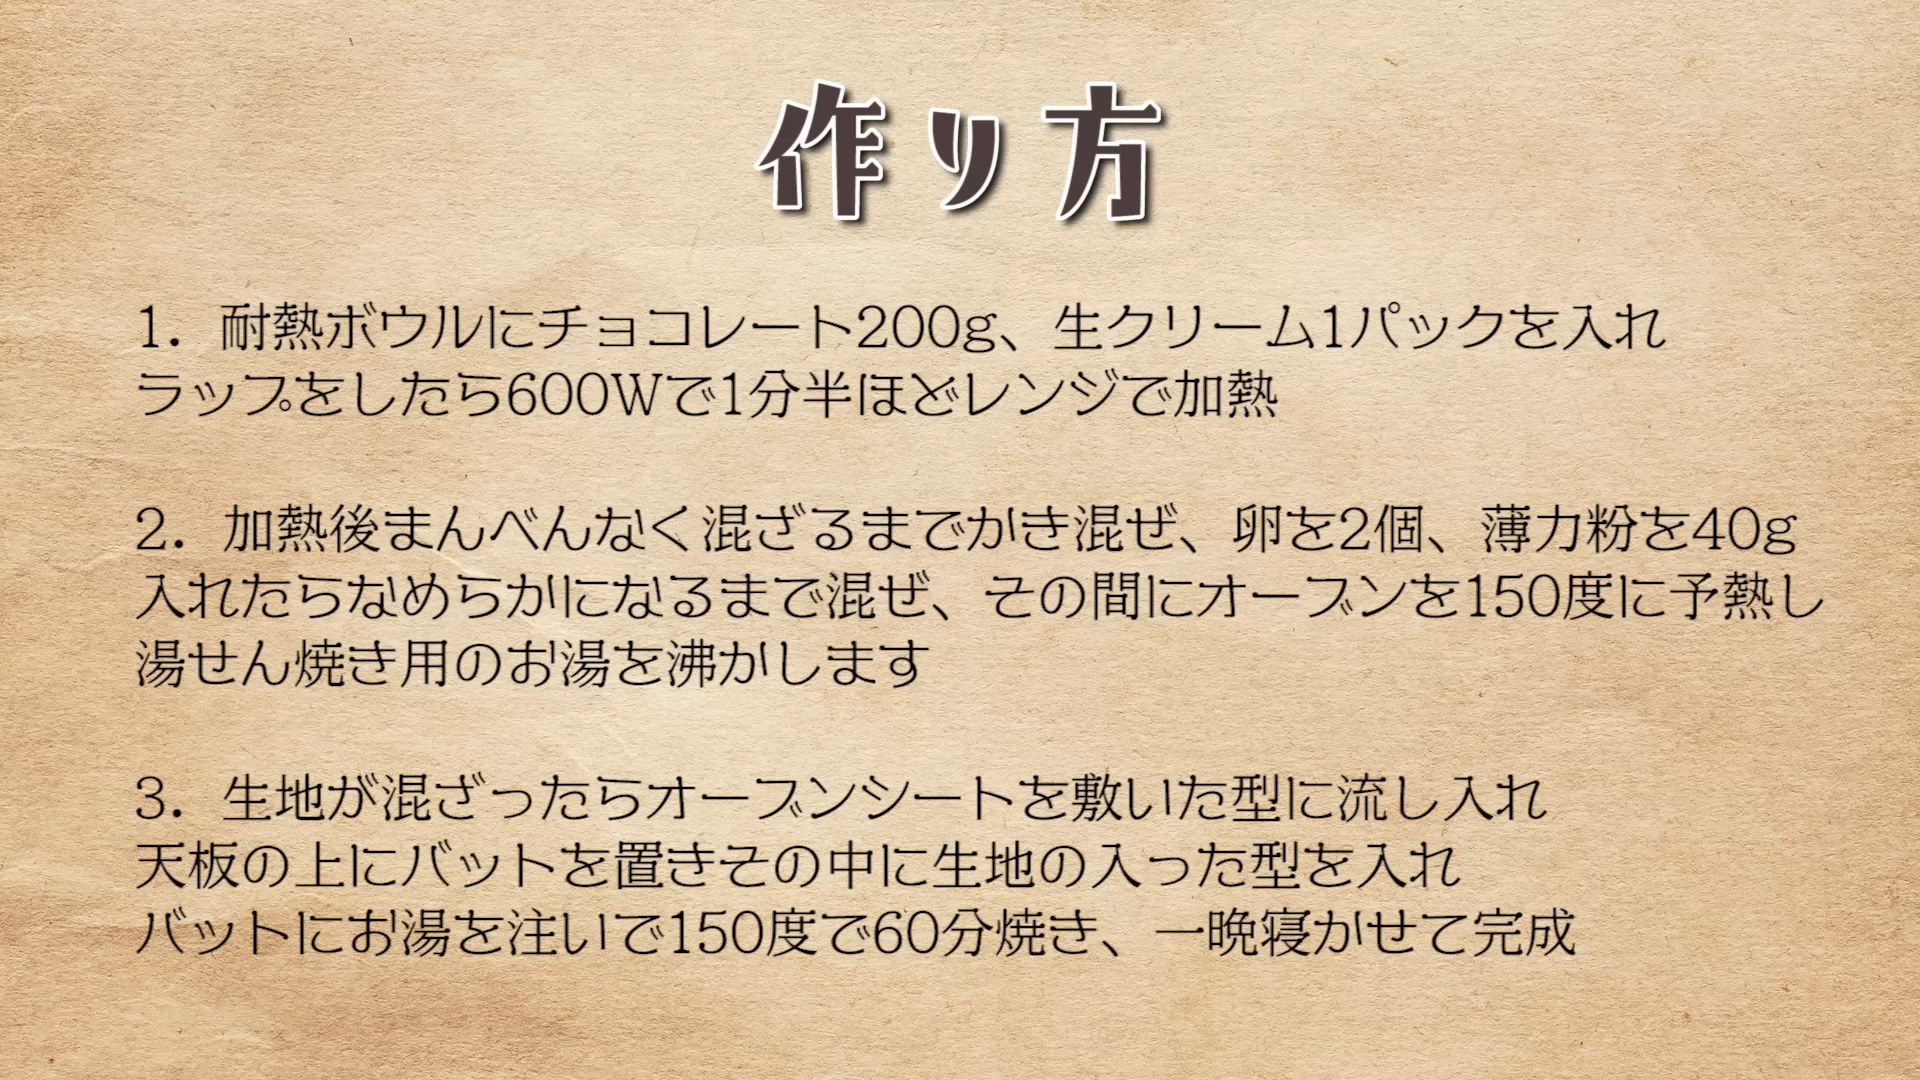 作り方
1．耐熱ボウルにチョコレート200g、生クリーム1パックを入れ
ラップをしたら600Wで1分半ほどレンジで加熱
2．加熱後まんべんなく混ざるまでかき混ぜ、卵を2個、薄力粉を40g
入れたらなめらかになるまで混ぜ、その間にオーブンを150度に予熱し
湯せん焼き用のお湯を沸かします
3．生地が混ざったらオーブンシートを敷いた型に流し入れ
天板の上にバットを置きその中に生地の入った型を入れ
バットにお湯を注いで150度で60分焼き、一晩寝かせて完成